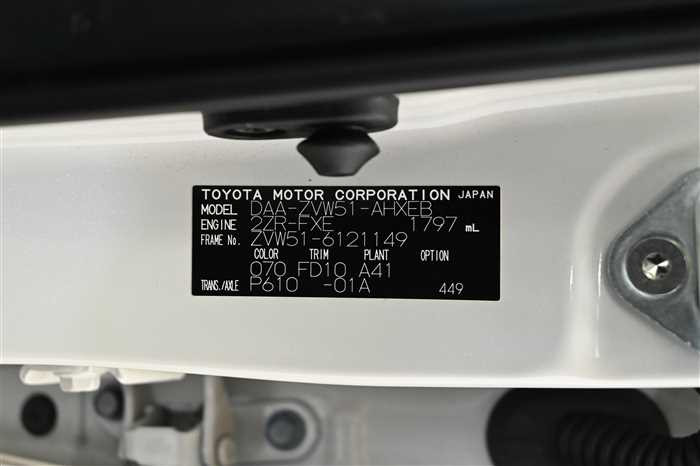 TOYOTA MOTOR CORPORATION JAPAN
MODEL DAA-ZVW51-AHXEB
ENGINE 2ZR-FXE 1797 mL
FRAME No. ZVW51-6121149
COLOR TRIM PLANT OPTION
070 FD10 A41
TRANS./AXLE P610 -01A 449